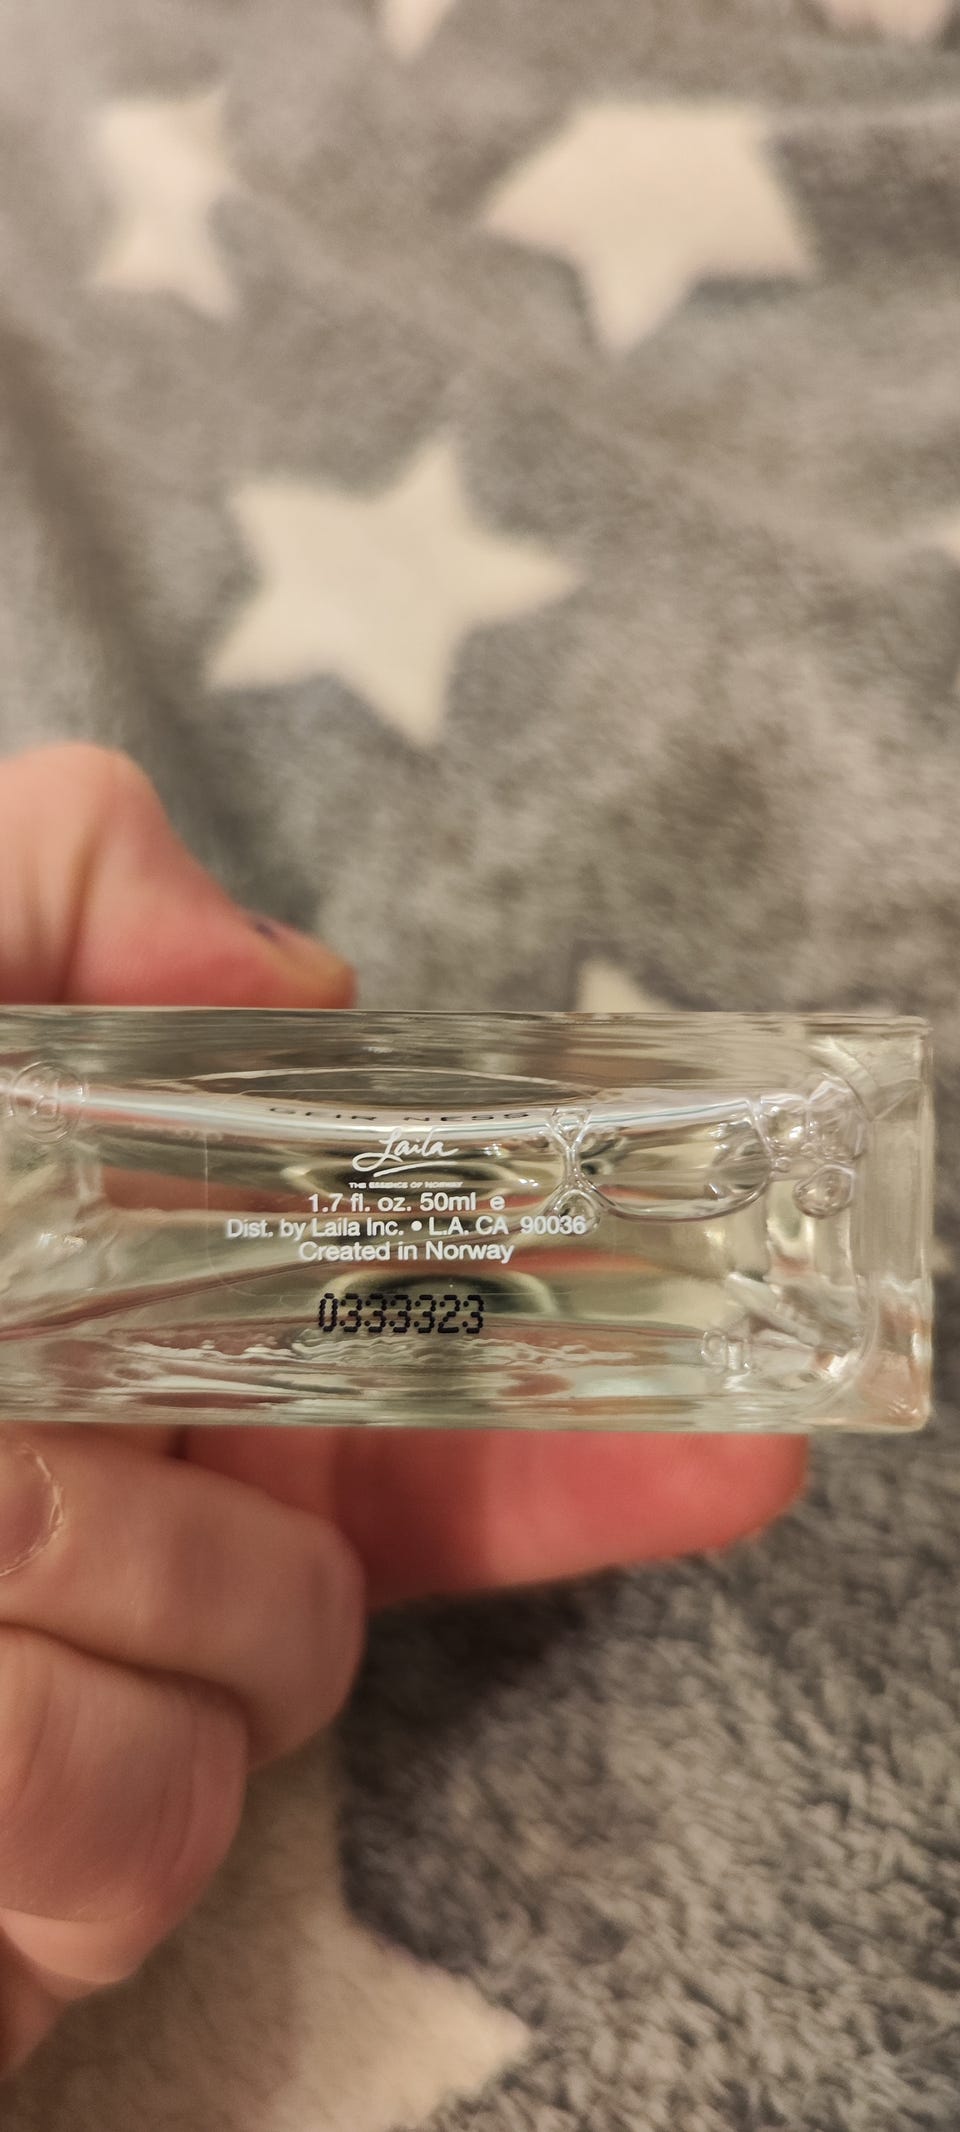 GEIR NESS
Laila
THE ESSENCE OF NORWAY
1.7 fl. oz. 50ml e
Dist. by Laila Inc. • L.A. CA 90036
Created in Norway
0333323